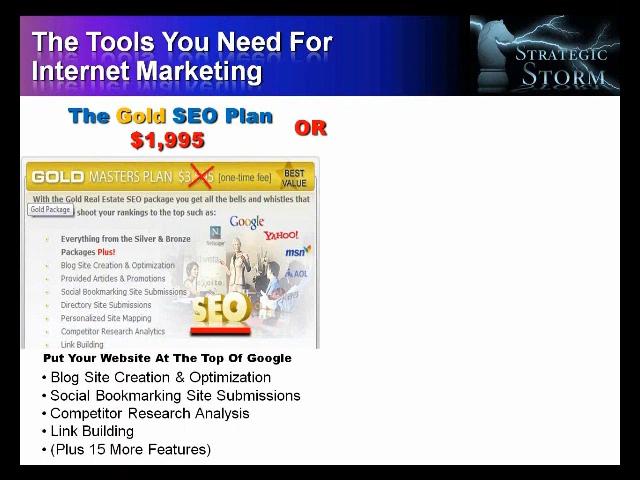 The Tools You Need For
Internet Marketing
STRATEGIC
STORM
The Gold SEO Plan
$1,995
OR
GOLD MASTERS PLAN [one-time fee]
BEST
VALUE
With the Gold Real Estate SEO package you get all the bells and whistles that
Gold Package
shoot your rankings to the top such as:
Google
Netscape
YAHOO!
Everything from the Silver & Bronze
Packages Plus!
msn
Blog Site Creation & Optimization
AOL
Provided Articles & Promotions
Social Bookmarking Site Submissions
Directory Site Submissions
SEO
Personalized Site Mapping
Competitor Research Analytics
Link Building
Put Your Website At The Top Of Google
• Blog Site Creation & Optimization
• Social Bookmarking Site Submissions
• Competitor Research Analysis
• Link Building
• (Plus 15 More Features)